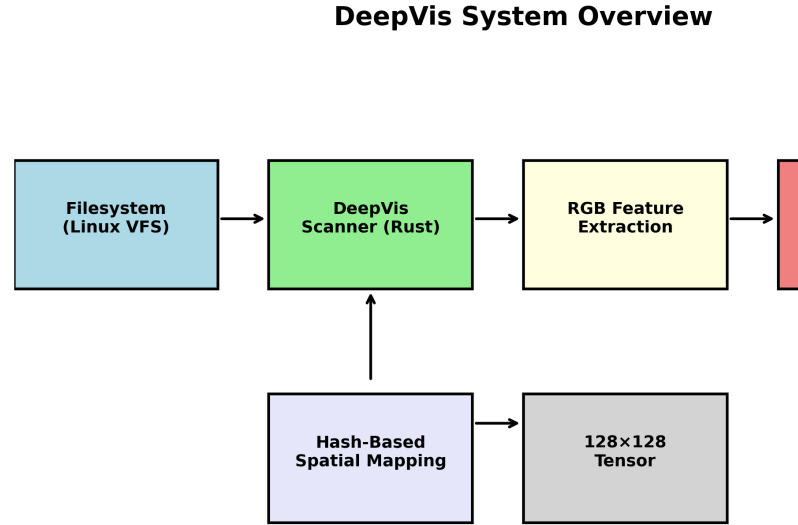 DeepVis System Overview
Filesystem
(Linux VFS)
DeepVis
Scanner (Rust)
RGB Feature
Extraction
Hash-Based
Spatial Mapping
128×128
Tensor